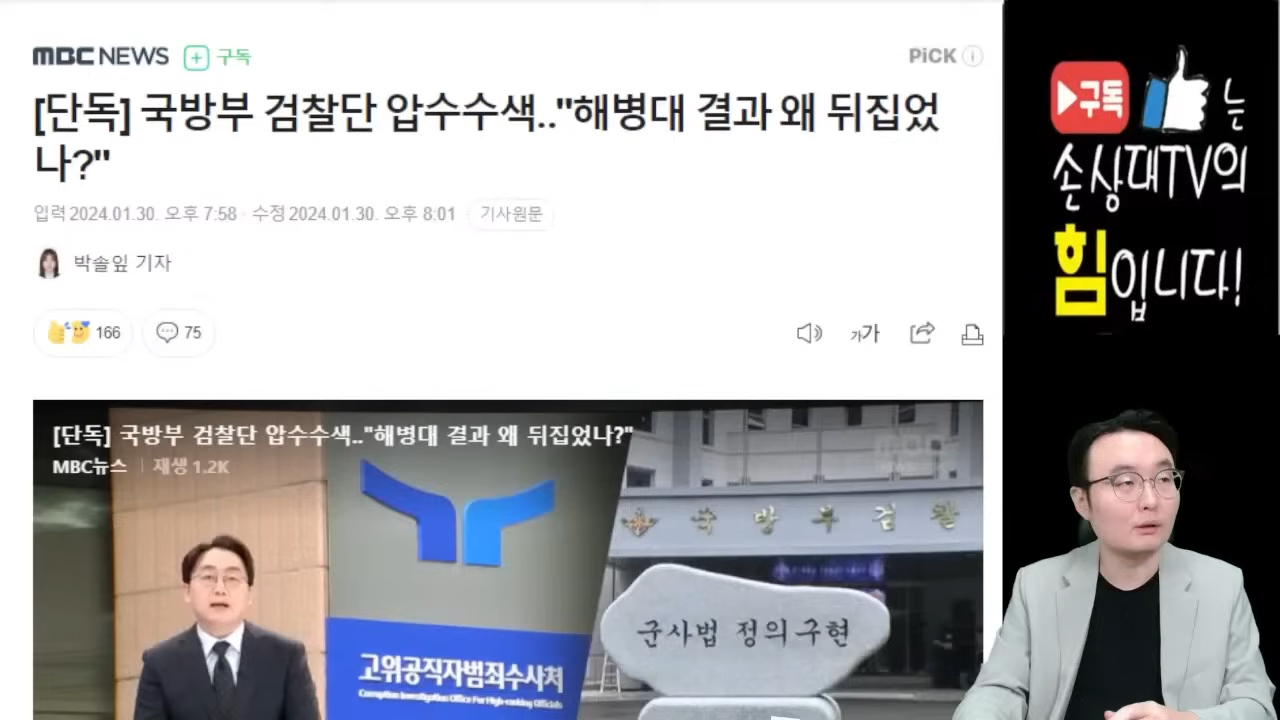 MBC NEWS 구독
PiCK
[단독] 국방부 검찰단 압수수색.."해병대 결과 왜 뒤집었
나?"
입력 2024.01.30. 오후 7:58 · 수정 2024.01.30. 오후 8:01 기사원문
박솔잎 기자
166 75
가가
[단독] 국방부 검찰단 압수수색.."해병대 결과 왜 뒤집었나?"
MBC뉴스 | 재생 1.2K
국방부검찰
군사법 정의구현
고위공직자범죄수사처
Corruption Investigation Office For High-ranking Officials
구독 는
손상대TV의
힘입니다!